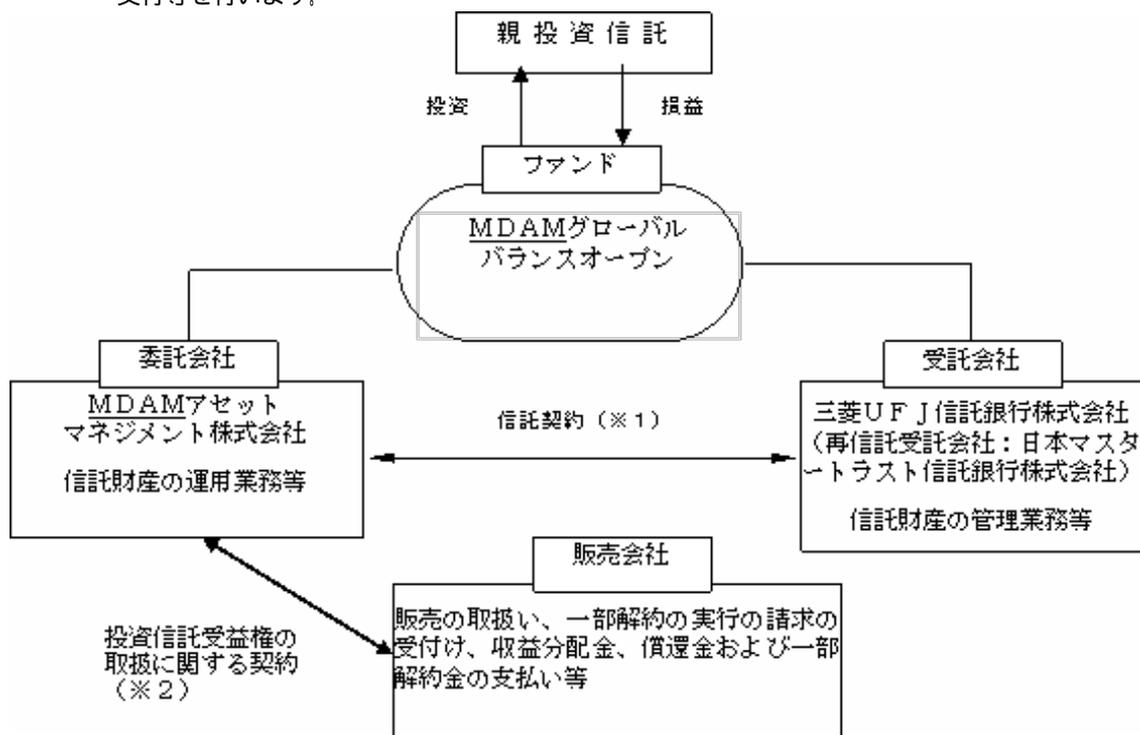 交付等を行います。
親 投 資 信 託
投資
損益
ファンド
ＭＤＡＭグローバル
バランスオープン
委託会社
ＭＤＡＭアセット
マネジメント株式会社
信託財産の運用業務等
信託契約（※１）
受託会社
三菱ＵＦＪ信託銀行株式会社
（再信託受託会社：日本マスタ
ートラスト信託銀行株式会社）
信託財産の管理業務等
販売会社
販売の取扱い、一部解約の実行の請求の
受付け、収益分配金、償還金および一部
解約金の支払い等
投資信託受益権の
取扱に関する契約
（※２）